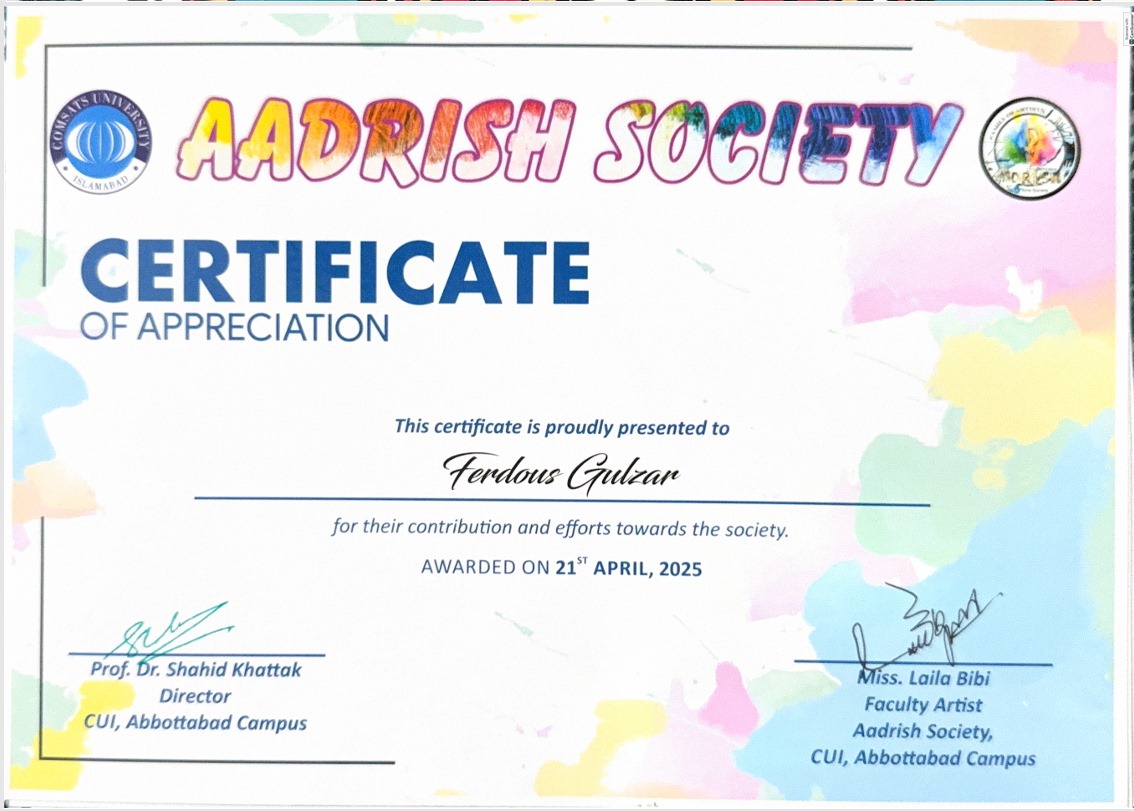 COMSATS UNIVERSITY
ISLAMABAD
AADRISH SOCIETY
AADRISH
CERTIFICATE
OF APPRECIATION
This certificate is proudly presented to
Ferdous Gulzar
for their contribution and efforts towards the society.
AWARDED ON 21ST APRIL, 2025
Prof. Dr. Shahid Khattak
Director
CUI, Abbottabad Campus
Miss. Laila Bibi
Faculty Artist
Aadrish Society,
CUI, Abbottabad Campus